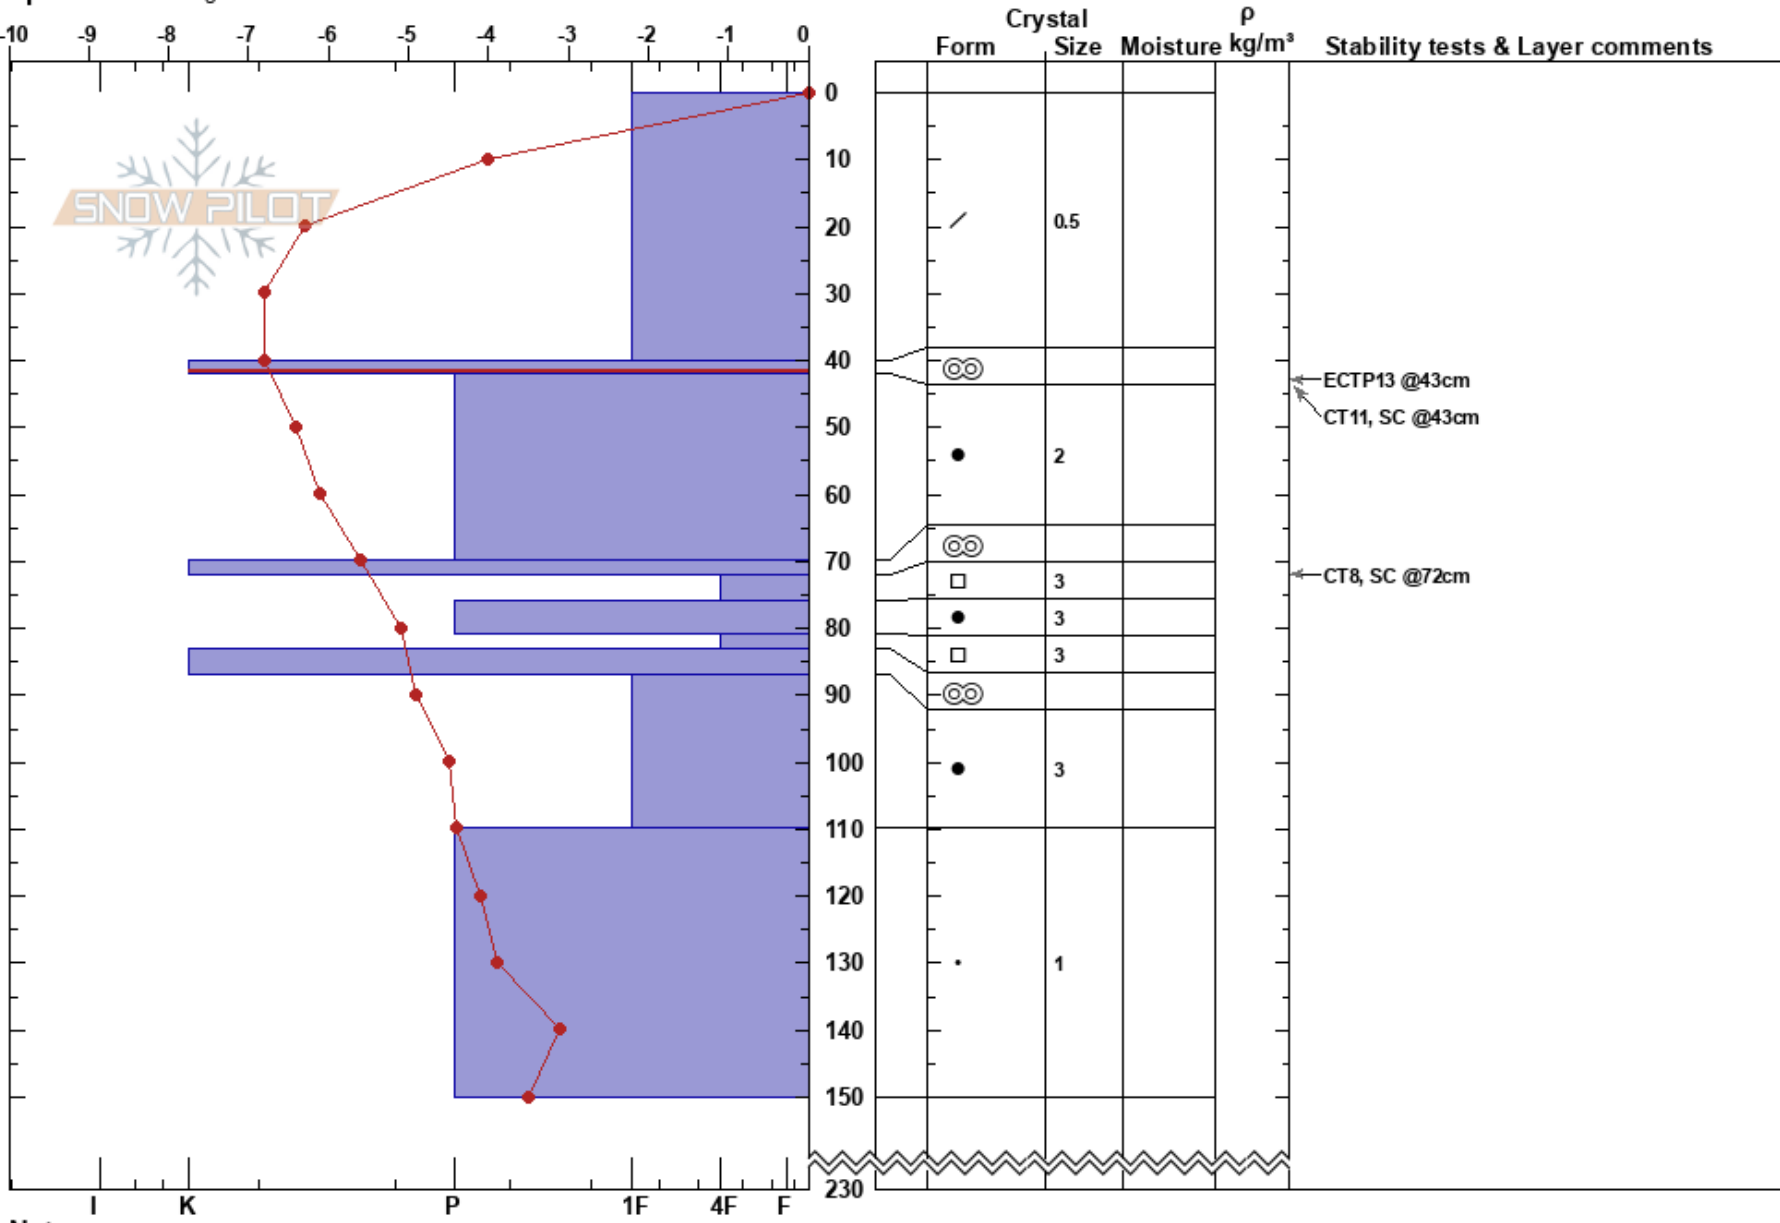 -10 -9 -8 -7 -6 -5 -4 -3 -2 -1 0
Crystal
ρ
Form Size Moisture kg/m³ Stability tests & Layer comments
0
10
SNOW PILOT
20 0.5
30
40
ECTP13 @43cm
CT11, SC @43cm
50
2
60
70
CT8, SC @72cm
3
3
80
3
90
100
3
110
120
130 1
140
150
230
I K P 1F 4F F